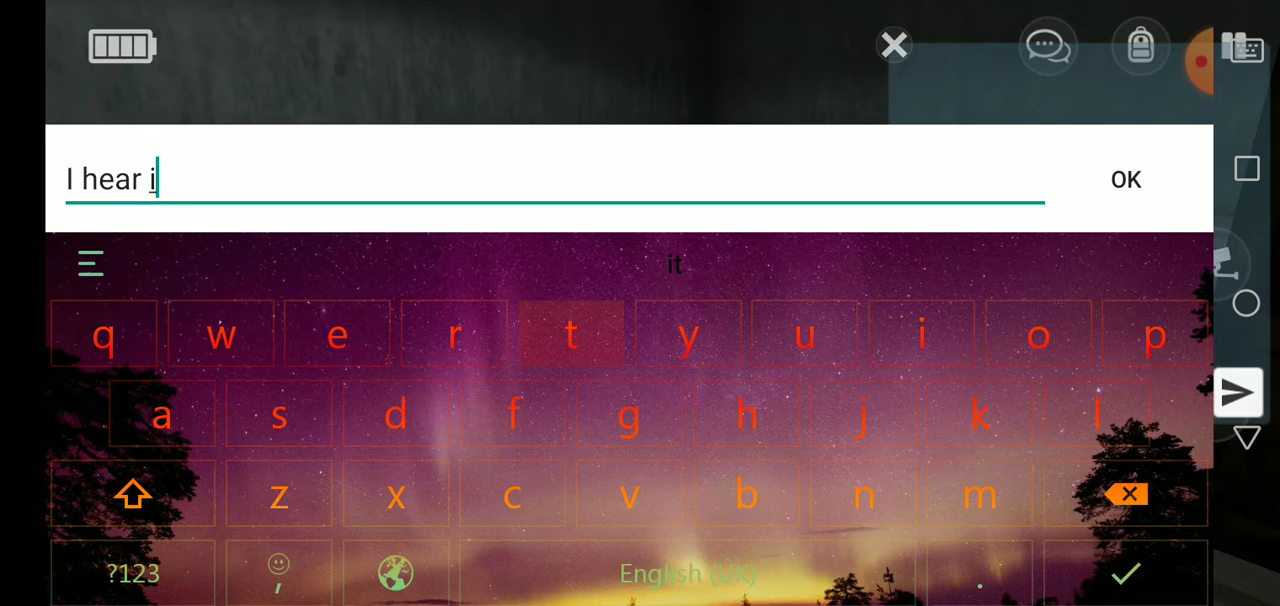 I hear i
OK
it
q w e r t y u i o p
a s d f g h j k l
z x c v b n m
?123 , English (UK) .